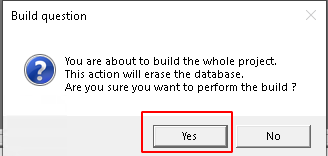 Build question
You are about to build the whole project.
This action will erase the database.
Are you sure you want to perform the build ?
Yes
No